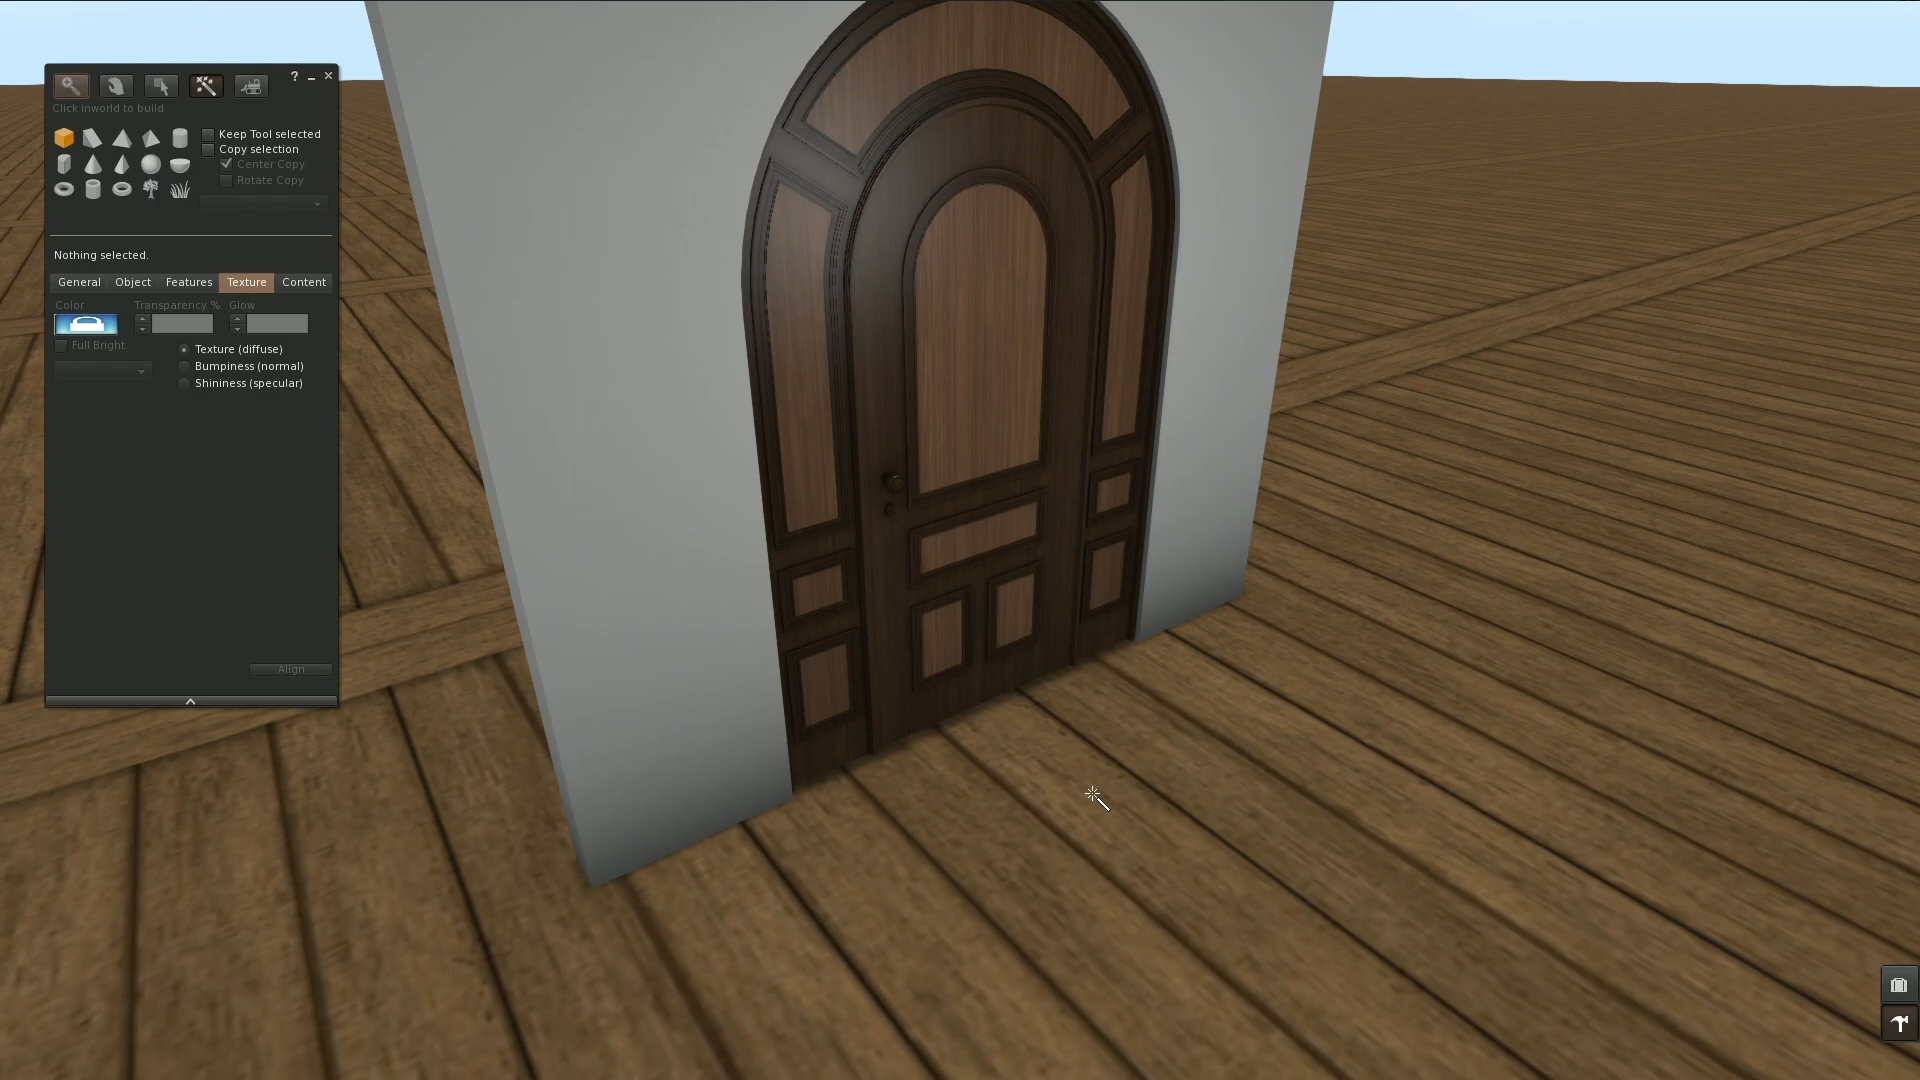 ?
Click inworld to build
Keep Tool selected
Copy selection
Center Copy
Rotate Copy
Nothing selected.
General Object Features Texture Content
Color Transparency % Glow
Full Bright
Texture (diffuse)
Bumpiness (normal)
Shininess (specular)
Align